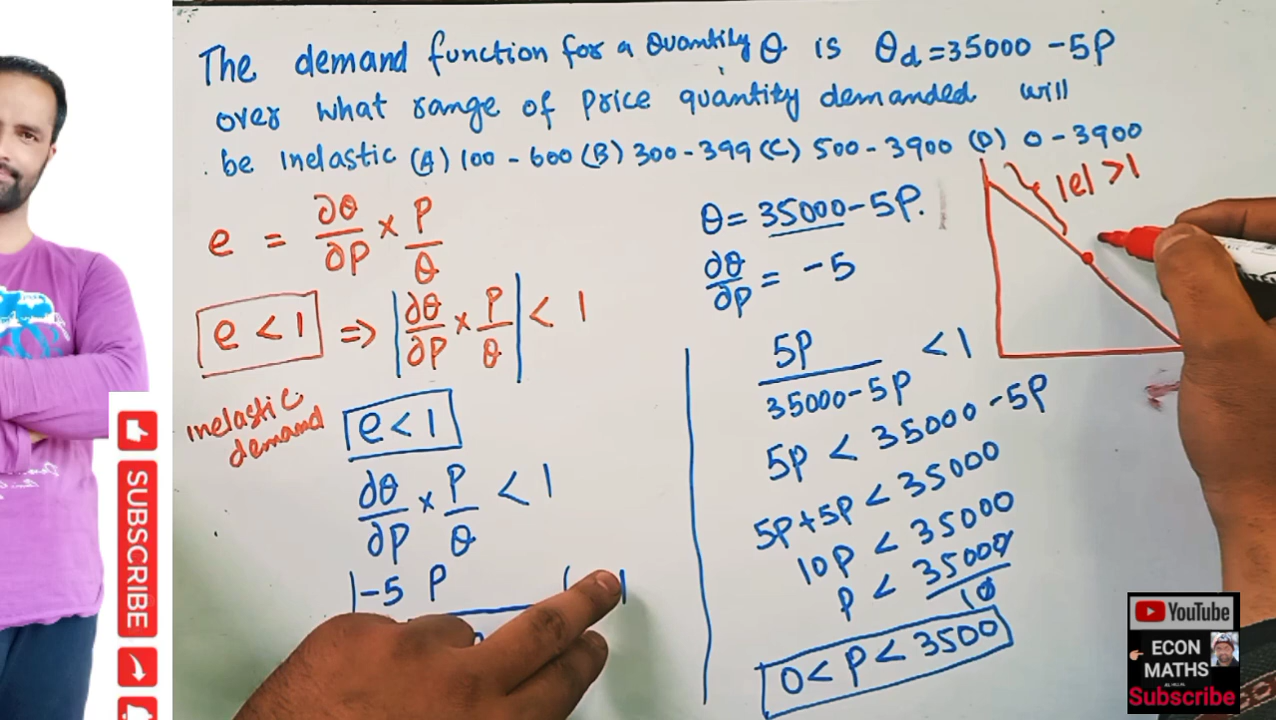 The demand function for a Quantity θ is θd = 35000 - 5P
over what range of price quantity demanded will
be inelastic (A) 100 - 600 (B) 300 - 399 (C) 500 - 3900 (D) 0 - 3900
e = ∂θ/∂P × P/θ
e < 1 => |∂θ/∂P × P/θ| < 1
inelastic
demand
e < 1
∂θ/∂P × P/θ < 1
|-5 P
θ = 35000 - 5P.
∂θ/∂P = -5
5P/35000-5P < 1
5P < 35000 - 5P
5P + 5P < 35000
10P < 35000
P < 35000/10
0 < P < 3500
|e| > 1
SUBSCRIBE
YouTube
ECON
MATHS
Subscribe